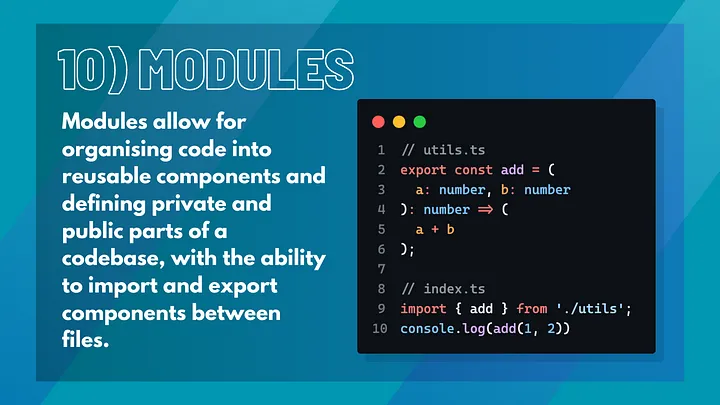 10) MODULES
Modules allow for
organising code into
reusable components and
defining private and
public parts of a
codebase, with the ability
to import and export
components between
files.
1 // utils.ts
2 export const add = (
3   a: number, b: number
4 ): number => (
5   a + b
6 );
7
8 // index.ts
9 import { add } from './utils';
10 console.log(add(1, 2))